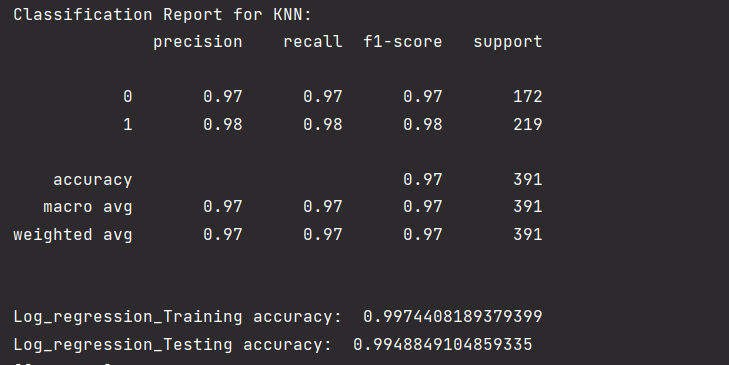 Classification Report for KNN:
precision recall f1-score support
0 0.97 0.97 0.97 172
1 0.98 0.98 0.98 219
accuracy 0.97 391
macro avg 0.97 0.97 0.97 391
weighted avg 0.97 0.97 0.97 391
Log_regression_Training accuracy: 0.9974408189379399
Log_regression_Testing accuracy: 0.9948849104859335